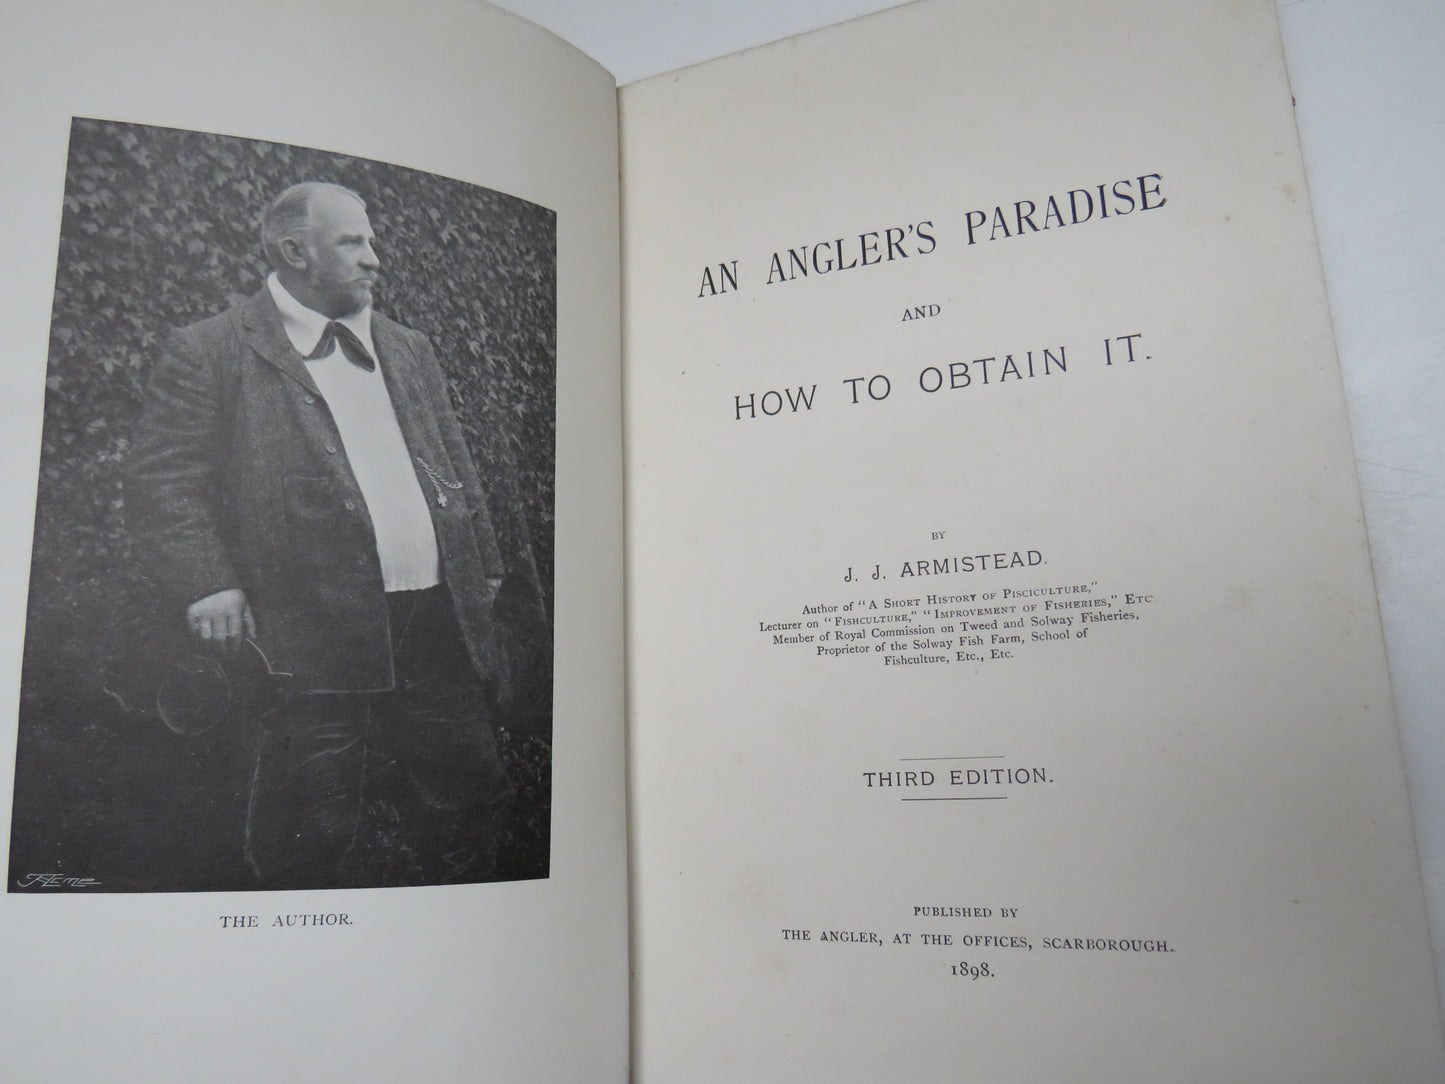 THE AUTHOR.
AN ANGLER'S PARADISE
AND
HOW TO OBTAIN IT.
BY
J. J. ARMISTEAD.
Author of "A SHORT HISTORY OF PISCICULTURE,"
Lecturer on "FISHCULTURE," "IMPROVEMENT OF FISHERIES," ETC
Member of Royal Commission on Tweed and Solway Fisheries,
Proprietor of the Solway Fish Farm, School of
Fishculture, Etc., Etc.
THIRD EDITION.
PUBLISHED BY
THE ANGLER, AT THE OFFICES, SCARBOROUGH.
1898.